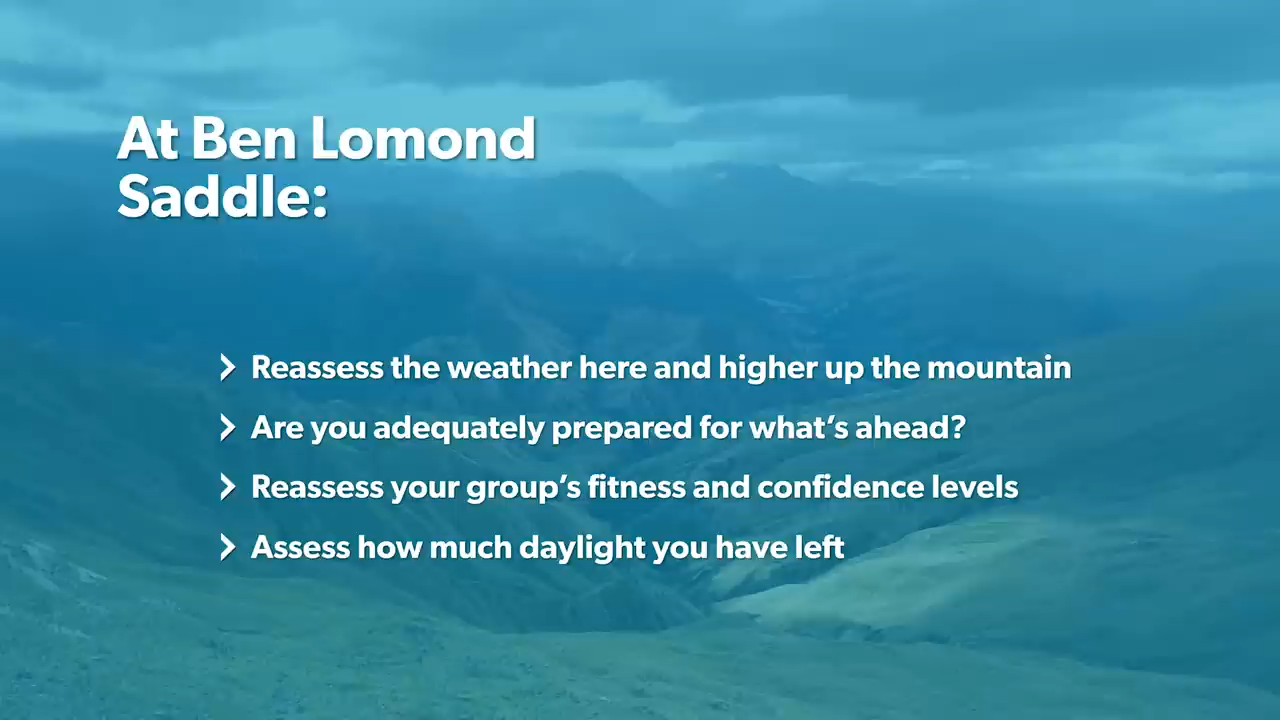 At Ben Lomond
Saddle:
Reassess the weather here and higher up the mountain
Are you adequately prepared for what’s ahead?
Reassess your group’s fitness and confidence levels
Assess how much daylight you have left